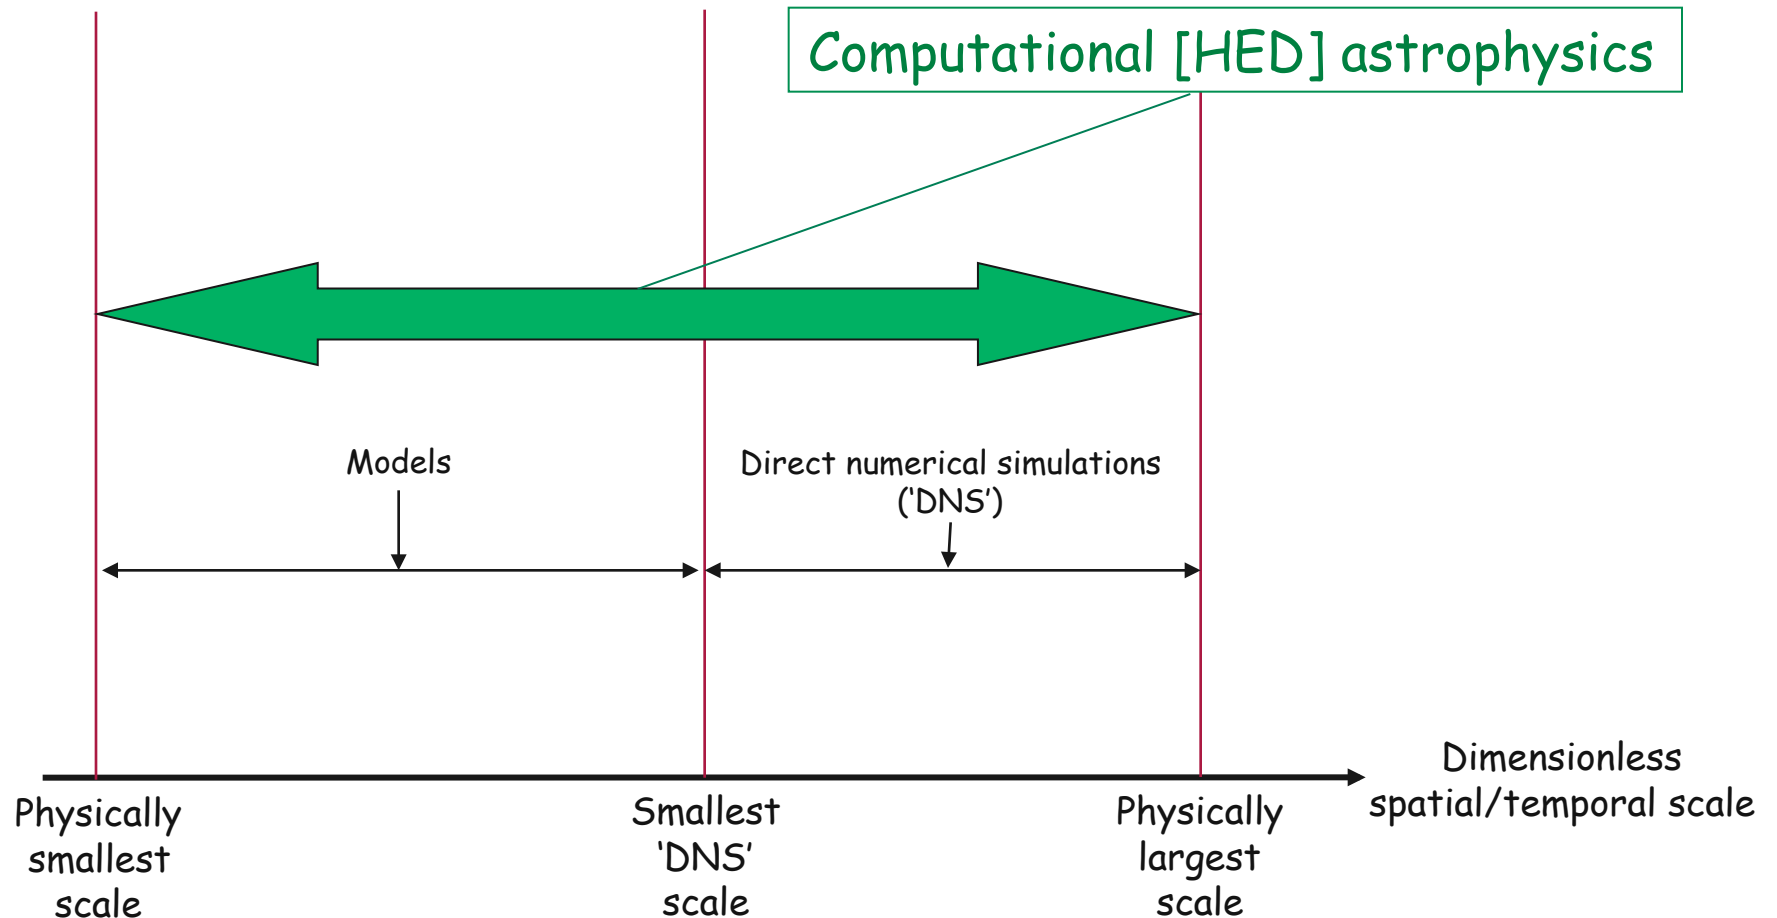 Computational [HED] astrophysics
Models
Direct numerical simulations
(‘DNS’)
Dimensionless
spatial/temporal scale
Physically
smallest
scale
Smallest
‘DNS’
scale
Physically
largest
scale